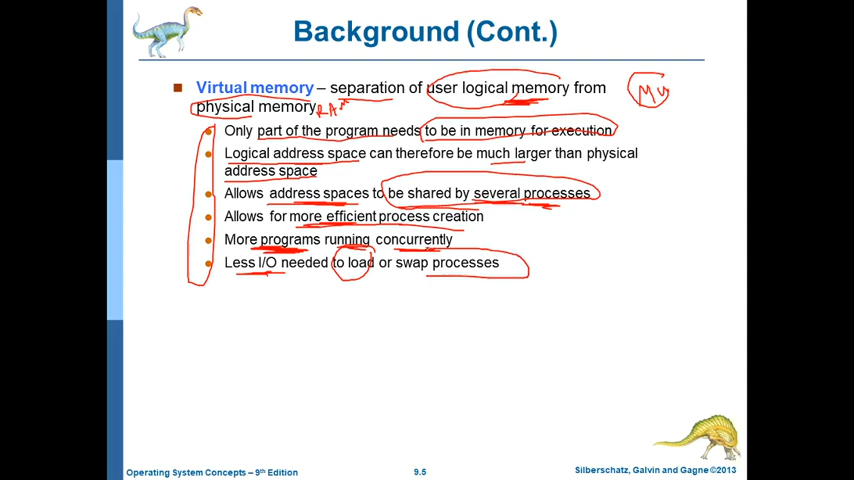 Background (Cont.)
Virtual memory – separation of user logical memory from
physical memory RAM
Only part of the program needs to be in memory for execution
Logical address space can therefore be much larger than physical
address space
Allows address spaces to be shared by several processes
Allows for more efficient process creation
More programs running concurrently
Less I/O needed to load or swap processes
Operating System Concepts – 9th Edition
9.5
Silberschatz, Galvin and Gagne ©2013